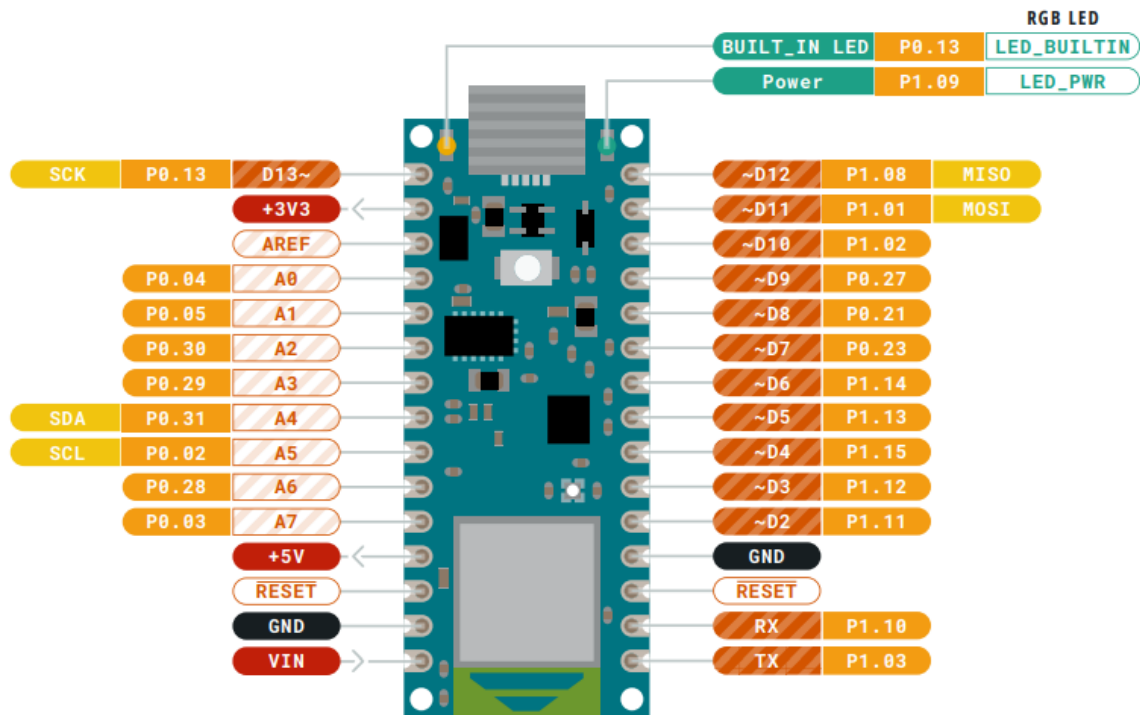 RGB LED
BUILT_IN LED P0.13 LED_BUILTIN
Power P1.09 LED_PWR
SCK P0.13 D13~
+3V3
AREF
P0.04 A0
P0.05 A1
P0.30 A2
P0.29 A3
SDA P0.31 A4
SCL P0.02 A5
P0.28 A6
P0.03 A7
+5V
RESET
GND
VIN
~D12 P1.08 MISO
~D11 P1.01 MOSI
~D10 P1.02
~D9 P0.27
~D8 P0.21
~D7 P0.23
~D6 P1.14
~D5 P1.13
~D4 P1.15
~D3 P1.12
~D2 P1.11
GND
RESET
RX P1.10
TX P1.03